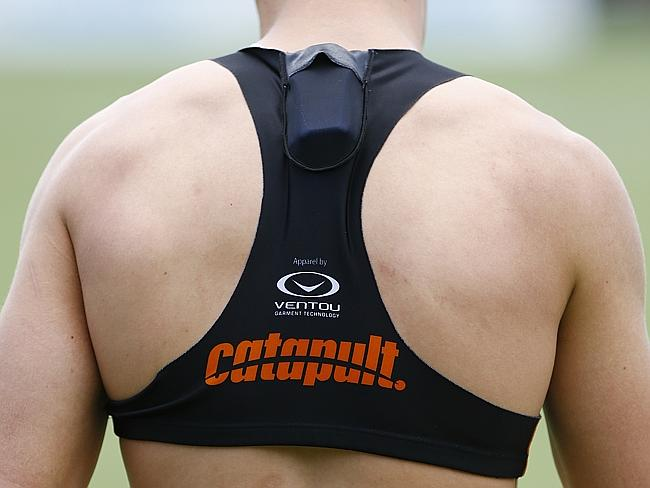 Apparel by
VENTOU
GARMENT TECHNOLOGY
catapult.